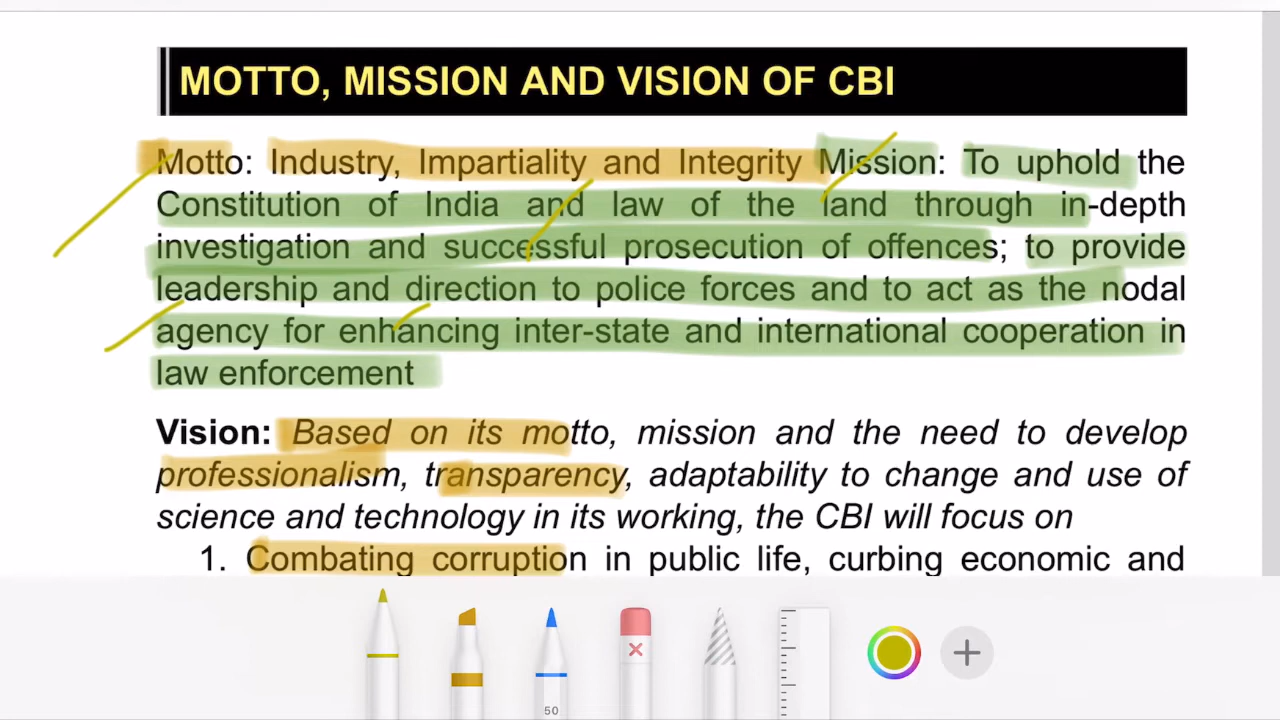 MOTTO, MISSION AND VISION OF CBI
Motto: Industry, Impartiality and Integrity Mission: To uphold the
Constitution of India and law of the land through in-depth
investigation and successful prosecution of offences; to provide
leadership and direction to police forces and to act as the nodal
agency for enhancing inter-state and international cooperation in
law enforcement
Vision: Based on its motto, mission and the need to develop
professionalism, transparency, adaptability to change and use of
science and technology in its working, the CBI will focus on
1. Combating corruption in public life, curbing economic and
50